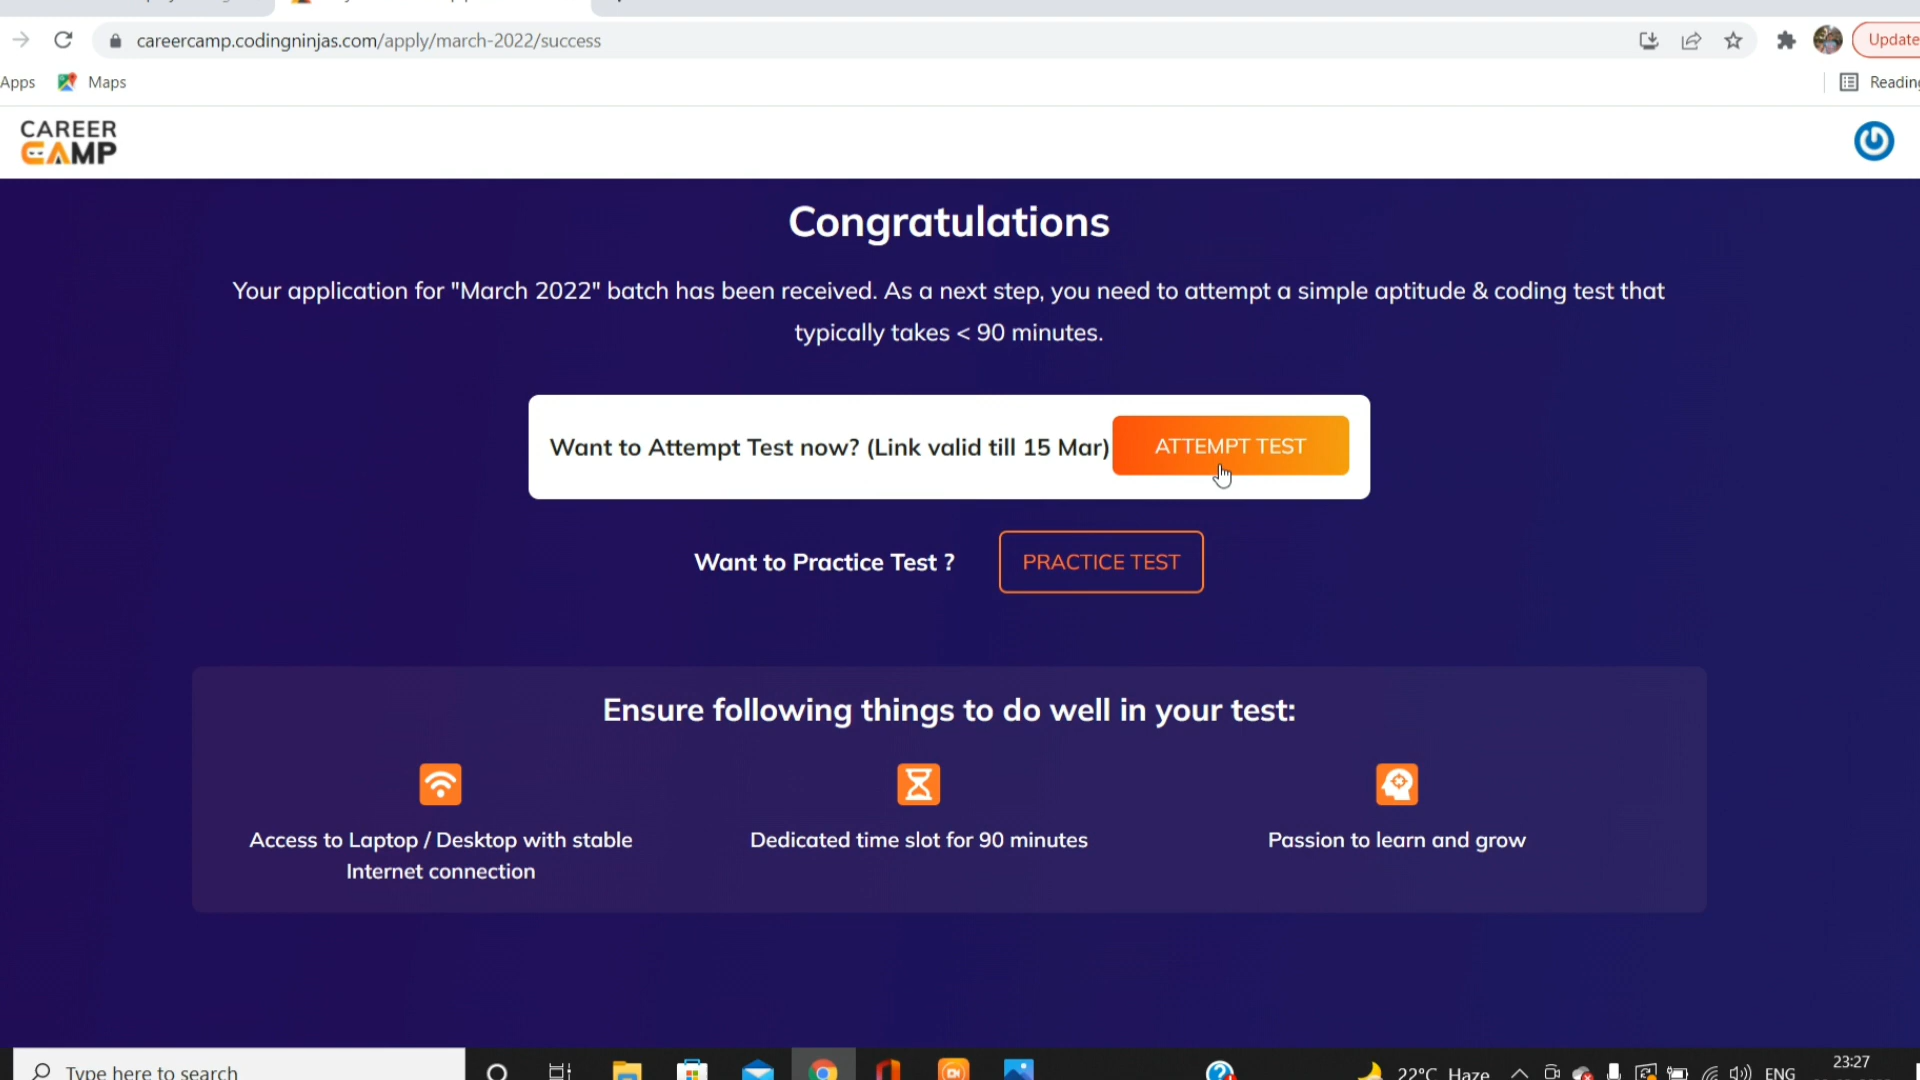 careercamp.codingninjas.com/apply/march-2022/success
Update
Apps
Maps
Reading
CAREER
CAMP
Congratulations
Your application for "March 2022" batch has been received. As a next step, you need to attempt a simple aptitude & coding test that
typically takes < 90 minutes.
Want to Attempt Test now? (Link valid till 15 Mar)
ATTEMPT TEST
Want to Practice Test ?
PRACTICE TEST
Ensure following things to do well in your test:
Access to Laptop / Desktop with stable
Internet connection
Dedicated time slot for 90 minutes
Passion to learn and grow
Type here to search
22°C Haze
ENG
23:27